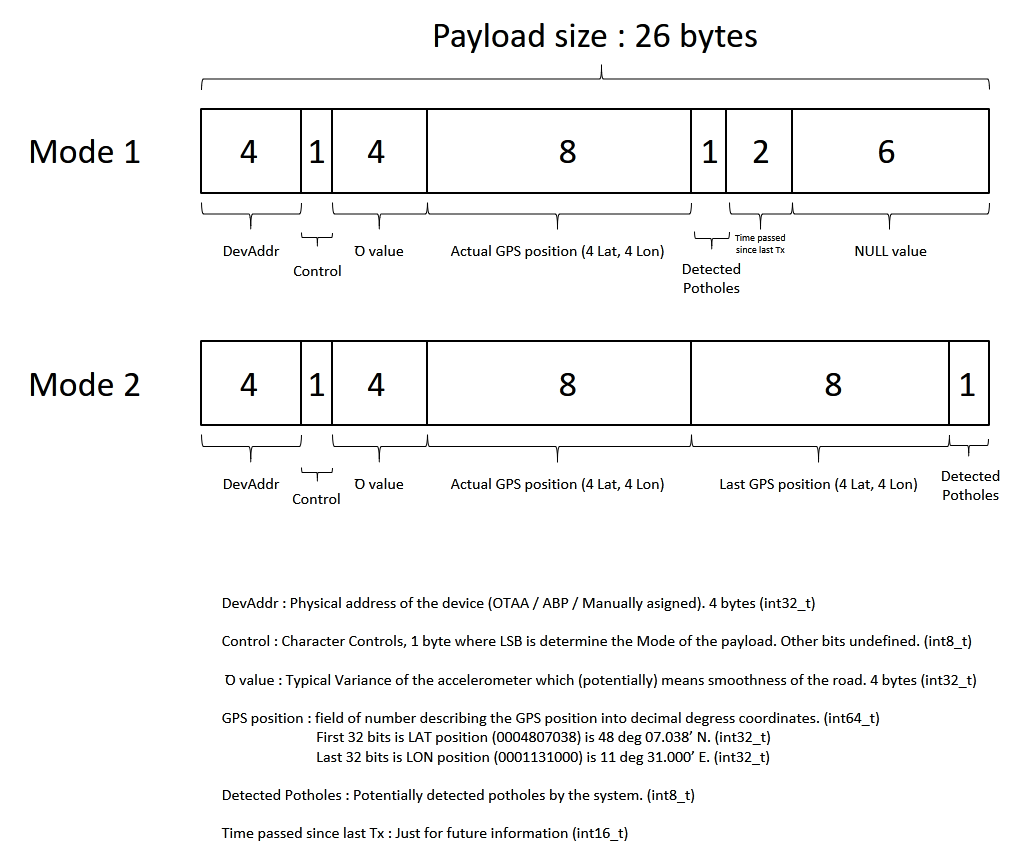 Payload size : 26 bytes
Mode 1
4 1 4 8 1 2 6
DevAddr
Control
Ծ value
Actual GPS position (4 Lat, 4 Lon)
Detected
Potholes
Time passed
since last Tx
NULL value
Mode 2
4 1 4 8 8 1
DevAddr
Control
Ծ value
Actual GPS position (4 Lat, 4 Lon)
Last GPS position (4 Lat, 4 Lon)
Detected
Potholes
DevAddr : Physical address of the device (OTAA / ABP / Manually asigned). 4 bytes (int32_t)
Control : Character Controls, 1 byte where LSB is determine the Mode of the payload. Other bits undefined. (int8_t)
Ծ value : Typical Variance of the accelerometer which (potentially) means smoothness of the road. 4 bytes (int32_t)
GPS position : field of number describing the GPS position into decimal degress coordinates. (int64_t)
First 32 bits is LAT position (0004807038) is 48 deg 07.038’ N. (int32_t)
Last 32 bits is LON position (0001131000) is 11 deg 31.000’ E. (int32_t)
Detected Potholes : Potentially detected potholes by the system. (int8_t)
Time passed since last Tx : Just for future information (int16_t)